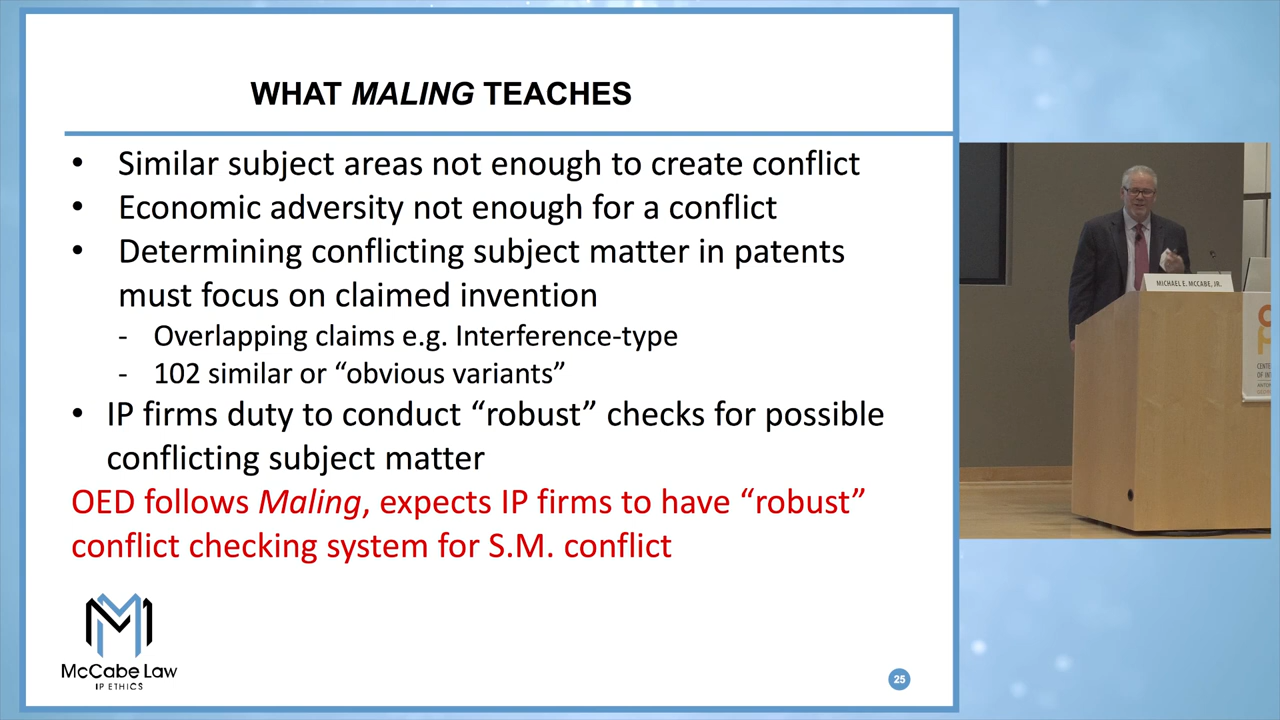 WHAT MALING TEACHES
• Similar subject areas not enough to create conflict
• Economic adversity not enough for a conflict
• Determining conflicting subject matter in patents
must focus on claimed invention
- Overlapping claims e.g. Interference-type
- 102 similar or “obvious variants”
• IP firms duty to conduct “robust” checks for possible
conflicting subject matter
OED follows Maling, expects IP firms to have “robust”
conflict checking system for S.M. conflict
McCabe Law
IP ETHICS
25
MICHAEL E. MCCABE, JR.